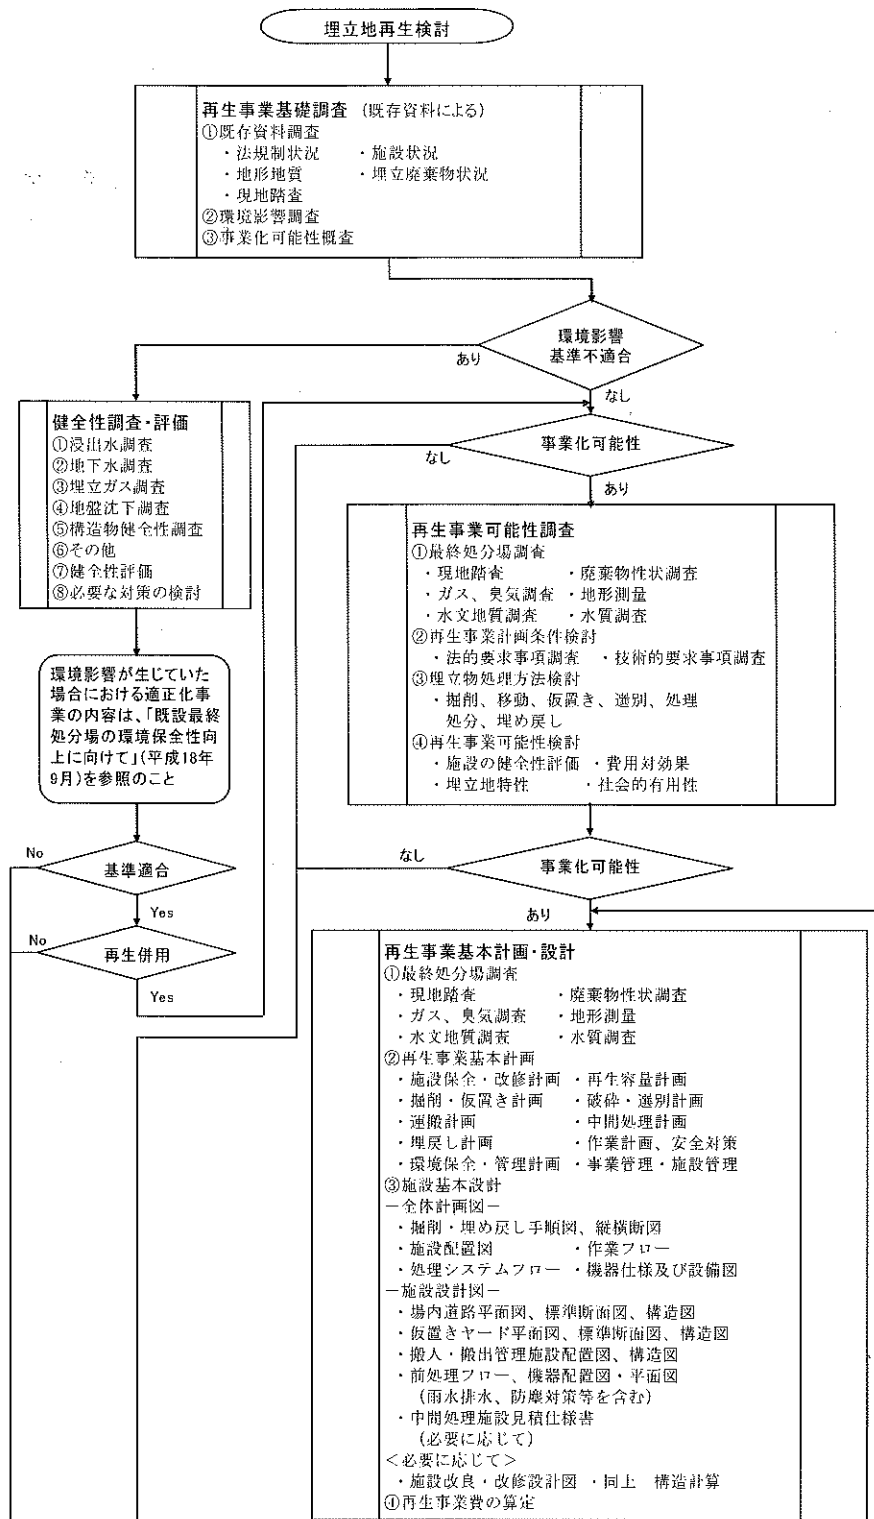 埋立地再生検討
再生事業基礎調査 (既存資料による)
①既存資料調査
・法規制状況 ・施設状況
・地形地質 ・埋立廃棄物状況
・現地踏査
②環境影響調査
③事業化可能性概査
環境影響
基準不適合
あり
なし
健全性調査・評価
①浸出水調査
②地下水調査
③埋立ガス調査
④地盤沈下調査
⑤構造物健全性調査
⑥その他
⑦健全性評価
⑧必要な対策の検討
事業化可能性
なし
あり
再生事業可能性調査
①最終処分場調査
・現地踏査 ・廃棄物性状調査
・ガス、臭気調査 ・地形測量
・水文地質調査 ・水質調査
②再生事業計画条件検討
・法的要求事項調査 ・技術的要求事項調査
③埋立物処理方法検討
・掘削、移動、仮置き、選別、処理
処分、埋め戻し
④再生事業可能性検討
・施設の健全性評価 ・費用対効果
・埋立地特性 ・社会的有用性
環境影響が生じていた
場合における適正化事
業の内容は、「既設最終
処分場の環境保全性向
上に向けて」(平成18年
9月)を参照のこと
No
基準適合
Yes
No
再生併用
Yes
なし
事業化可能性
あり
再生事業基本計画・設計
①最終処分場調査
・現地踏査 ・廃棄物性状調査
・ガス、臭気調査 ・地形測量
・水文地質調査 ・水質調査
②再生事業基本計画
・施設保全・改修計画 ・再生容量計画
・掘削・仮置き計画 ・破砕・選別計画
・運搬計画 ・中間処理計画
・埋戻し計画 ・作業計画、安全対策
・環境保全・管理計画 ・事業管理・施設管理
③施設基本設計
－全体計画図－
・掘削・埋め戻し手順図、縦横断図
・施設配置図 ・作業フロー
・処理システムフロー ・機器仕様及び設備図
－施設設計図－
・場内道路平面図、標準断面図、構造図
・仮置きヤード平面図、標準断面図、構造図
・搬入・搬出管理施設配置図、構造図
・前処理フロー、機器配置図・平面図
(雨水排水、防塵対策等を含む)
・中間処理施設見積仕様書
(必要に応じて)
＜必要に応じて＞
・施設改良・改修設計図 ・同上 構造計算
④再生事業費の算定